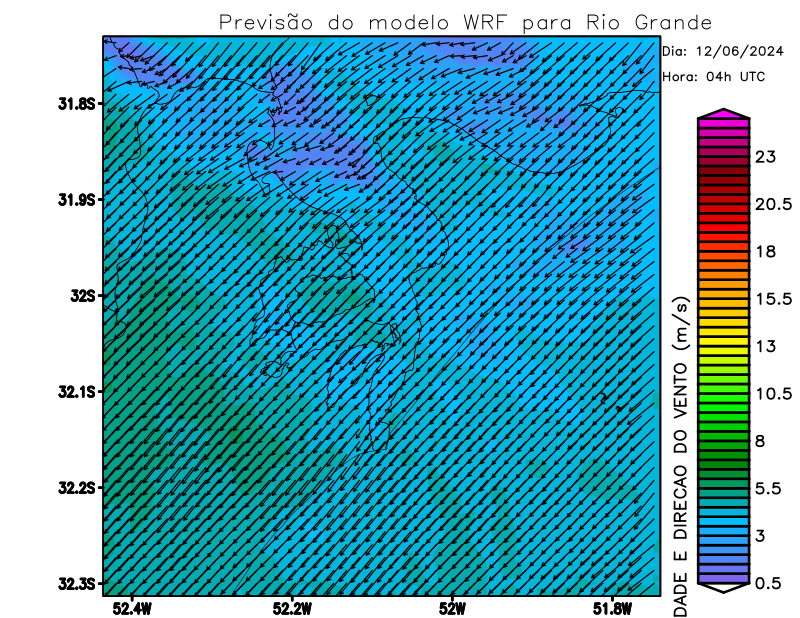 Previsão do modelo WRF para Rio Grande
Dia: 12/06/2024
Hora: 04h UTC
31.8S
31.9S
32S
32.1S
32.2S
32.3S
52.4W
52.2W
52W
51.8W
DADE E DIRECAO DO VENTO (m/s)
23
20.5
18
15.5
13
10.5
8
5.5
3
0.5